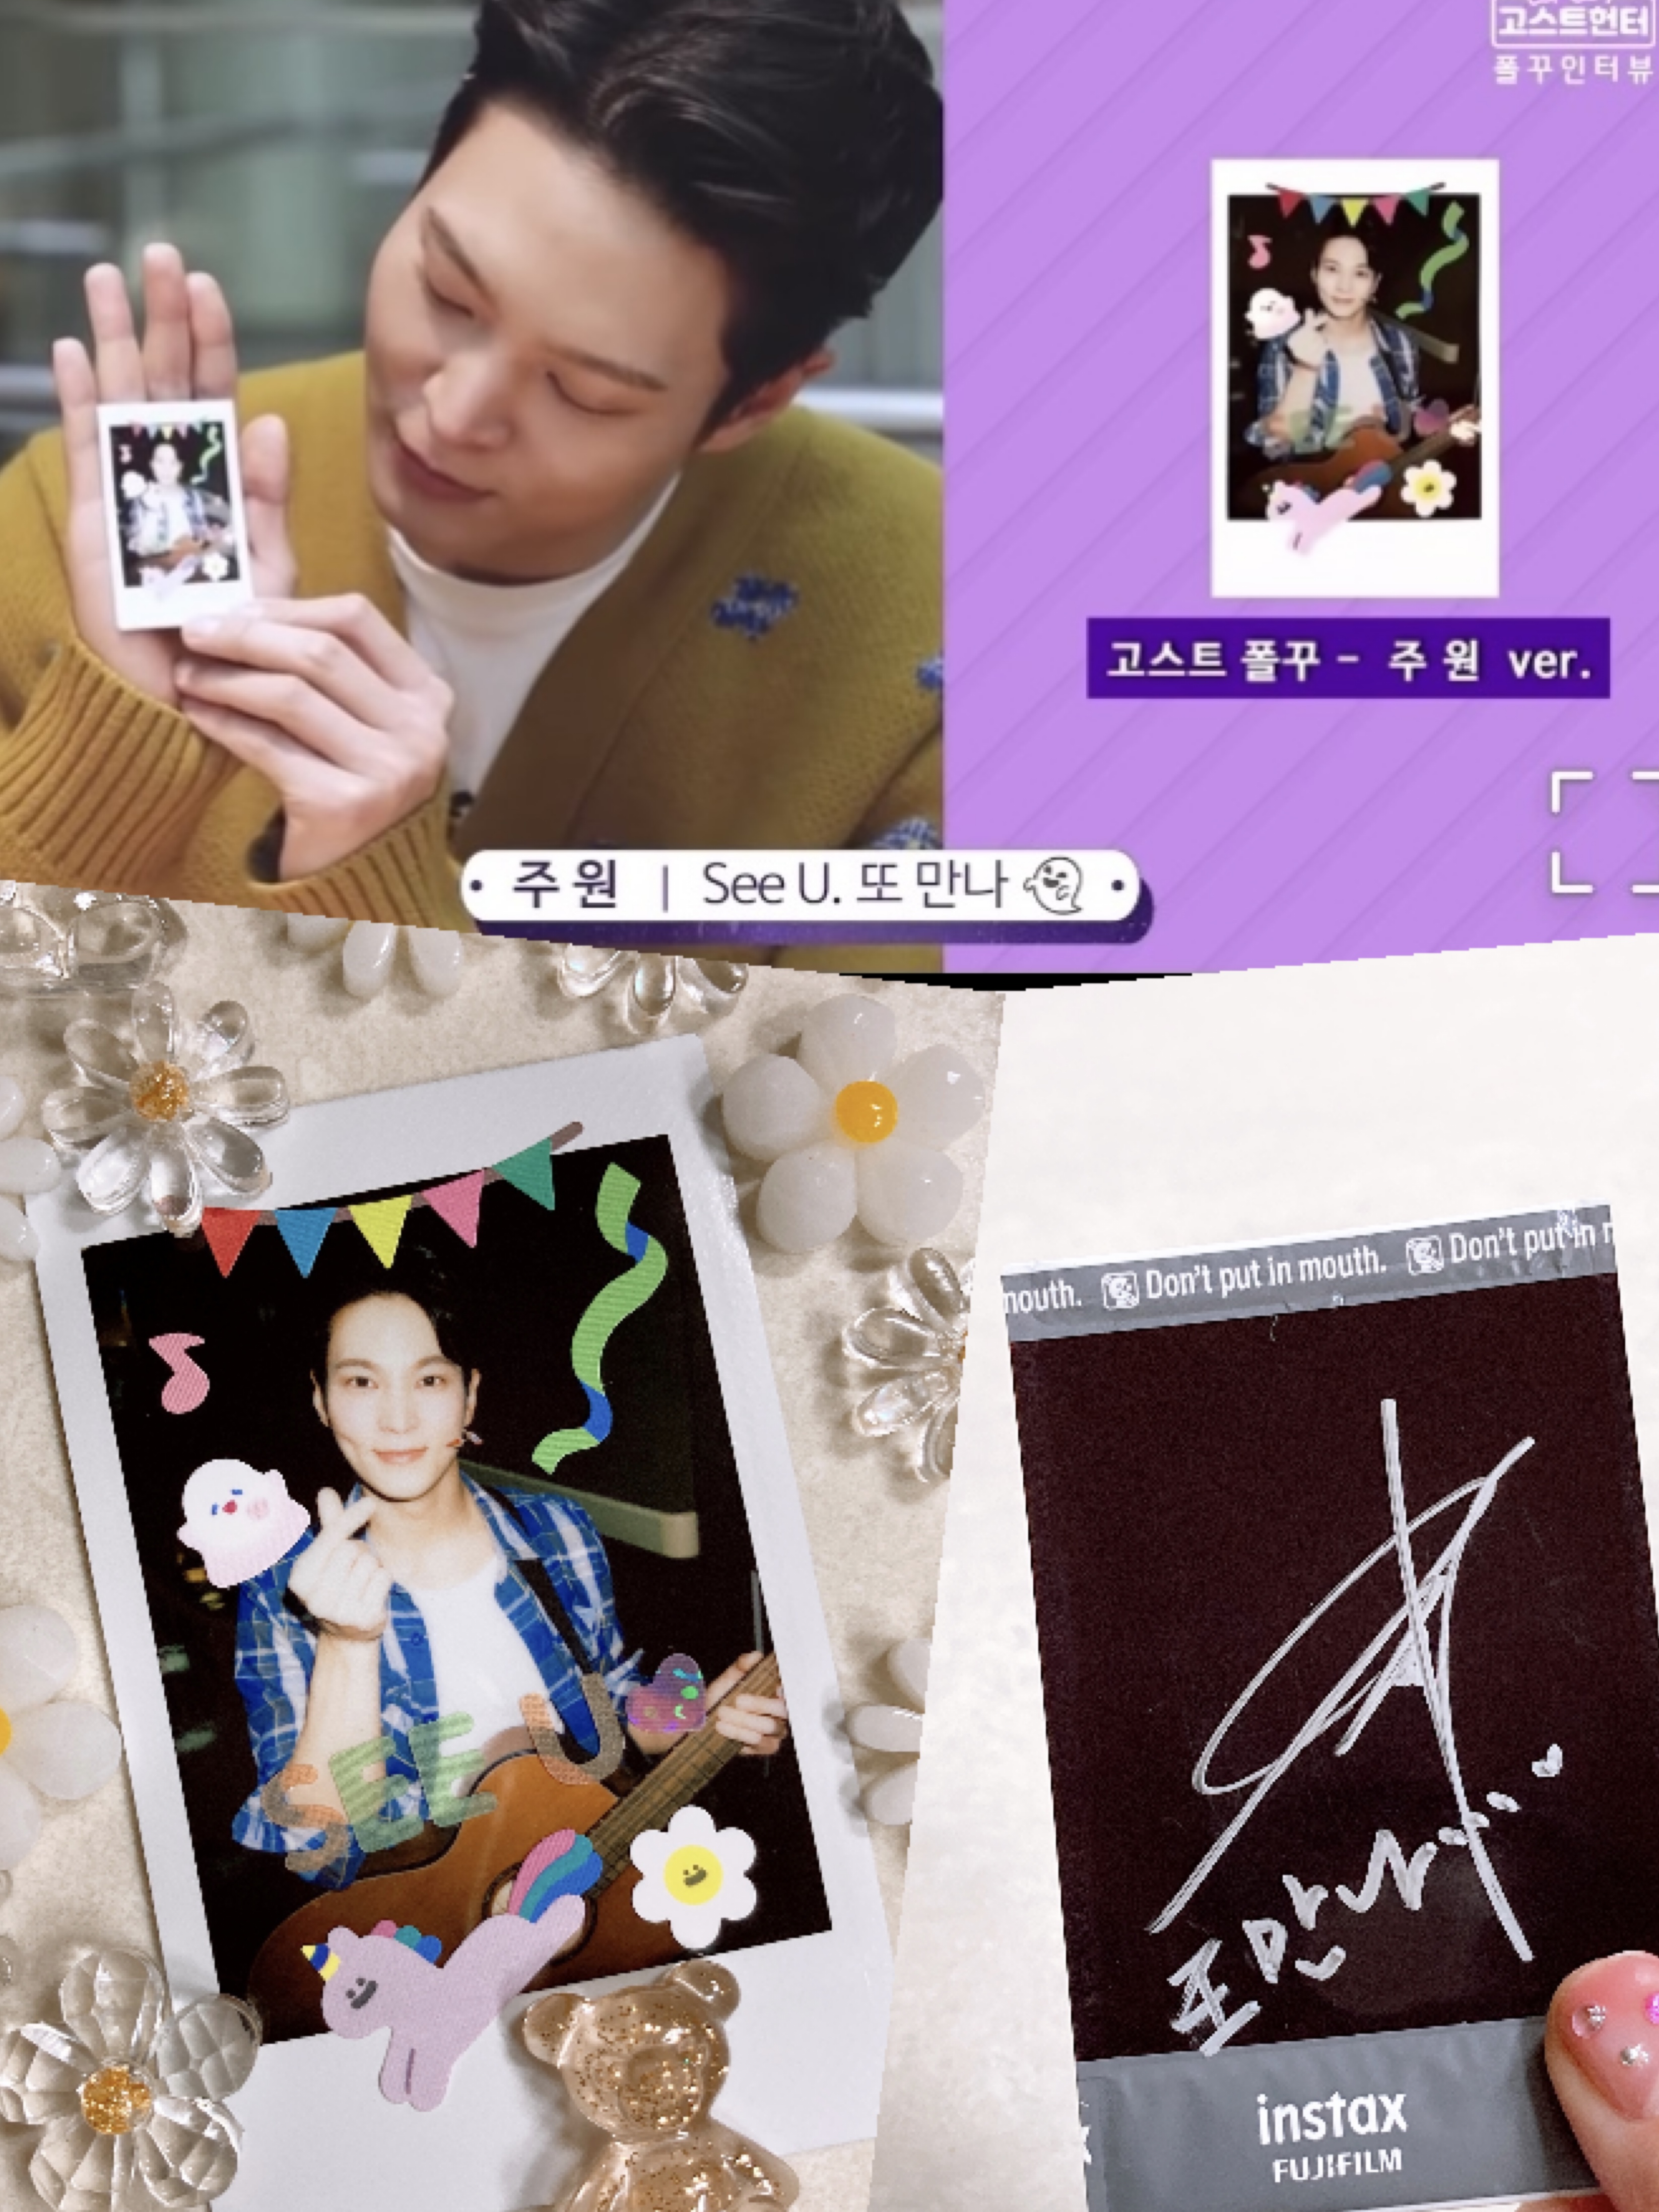 고스트헌터
폴꾸인터뷰
고스트 폴꾸 - 주원 ver.
주원 | See U. 또 만나
SEE U
mouth. Don't put in mouth. Don't put in
또 만나
instax
FUJIFILM